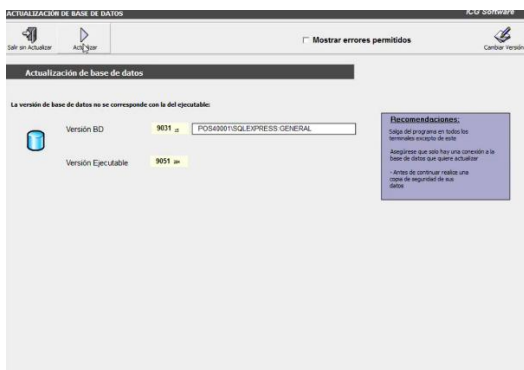 ACTUALIZACIÓN DE BASE DE DATOS
ICG Software
Salir sin Actualizar
Actualizar
Mostrar errores permitidos
Cambiar Versión
Actualización de base de datos
La versión de base de datos no se corresponde con la del ejecutable:
Versión BD
9031
POS40001\SQLEXPRESS:GENERAL
Versión Ejecutable
9051
Recomendaciones:
Salga del programa en todos los
terminales excepto de este
Asegúrese que solo hay una conexión a la
base de datos que quiere actualizar
- Antes de continuar realice una
copia de seguridad de sus
datos